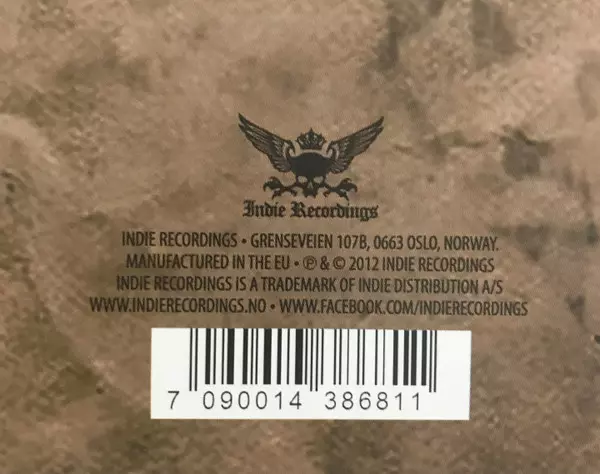 Indie Recordings
INDIE RECORDINGS • GRENSEVEIEN 107B, 0663 OSLO, NORWAY.
MANUFACTURED IN THE EU • ℗ & © 2012 INDIE RECORDINGS
INDIE RECORDINGS IS A TRADEMARK OF INDIE DISTRIBUTION A/S
WWW.INDIERECORDINGS.NO • WWW.FACEBOOK.COM/INDIERECORDINGS
7 090014 386811